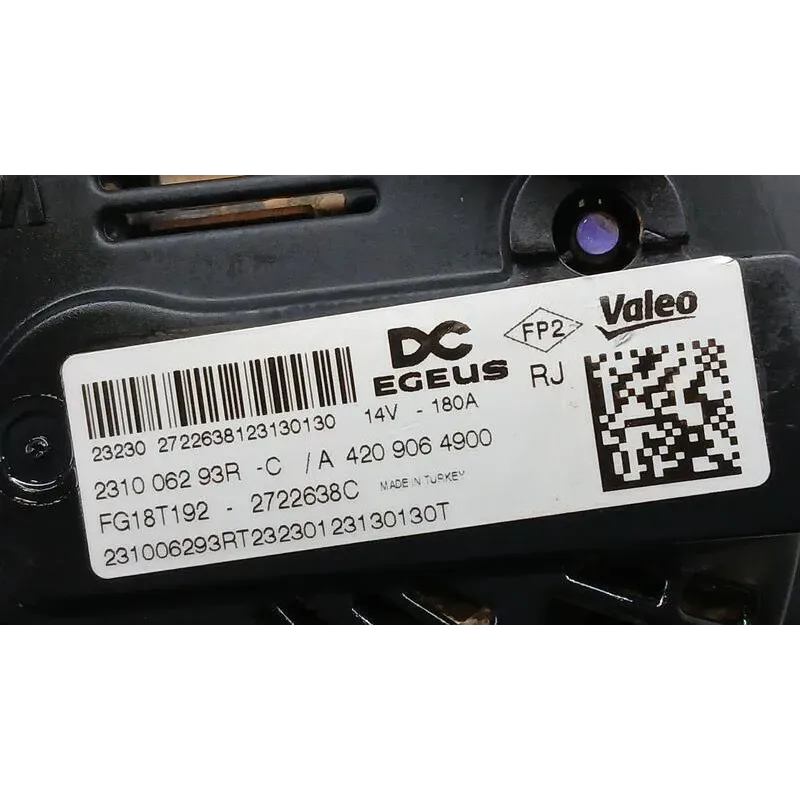 DC
EGEUS
FP2
Valeo
RJ
23230 2722638123130130
14V - 180A
2310 062 93R -C /A 420 906 4900
FG18T192 - 2722638C
MADE IN TURKEY
231006293RT23230123130130T